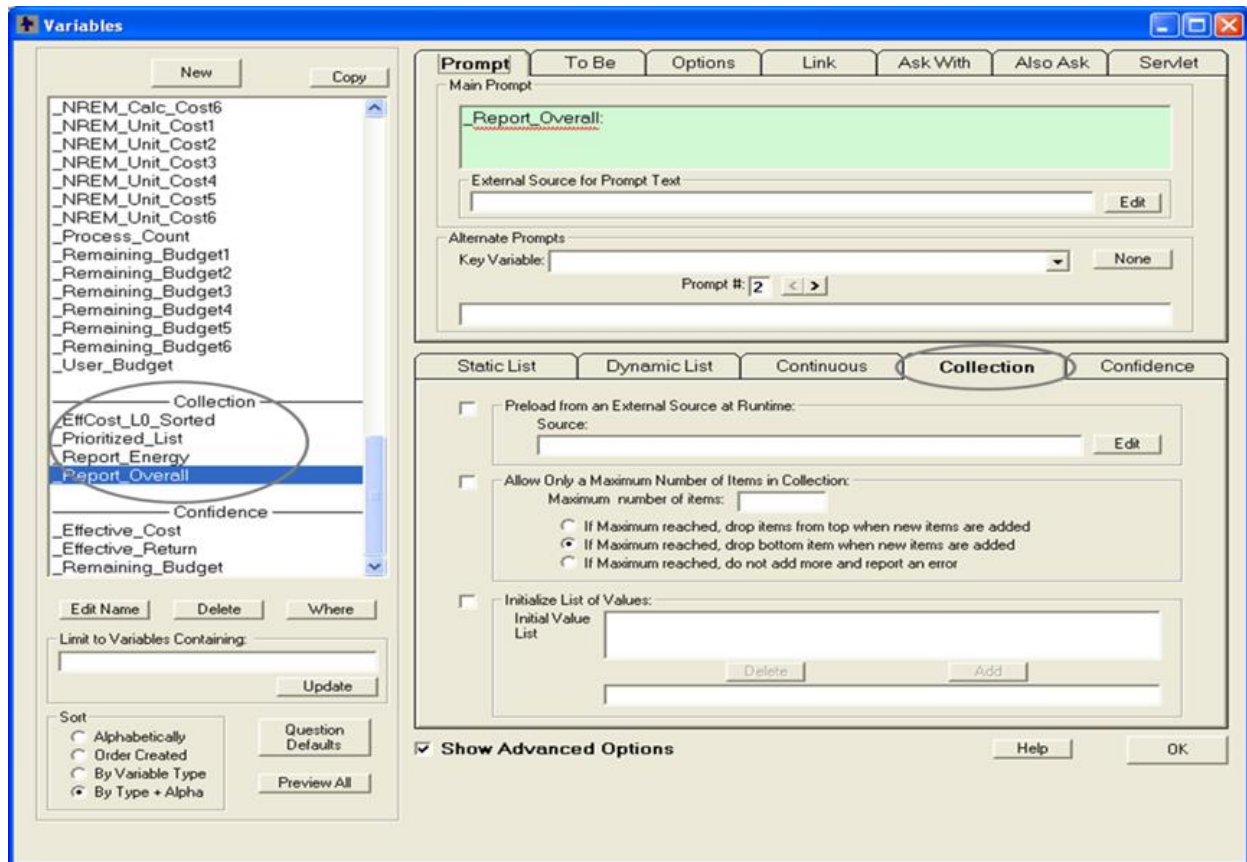 Variables
New
Copy
_NREM_Calc_Cost6
_NREM_Unit_Cost1
_NREM_Unit_Cost2
_NREM_Unit_Cost3
_NREM_Unit_Cost4
_NREM_Unit_Cost5
_NREM_Unit_Cost6
_Process_Count
_Remaining_Budget1
_Remaining_Budget2
_Remaining_Budget3
_Remaining_Budget4
_Remaining_Budget5
_Remaining_Budget6
_User_Budget
Collection
_EffCost_L0_Sorted
_Prioritized_List
_Report_Energy
_Report_Overall
Confidence
_Effective_Cost
_Effective_Return
_Remaining_Budget
Edit Name Delete Where
Limit to Variables Containing:
Update
Sort
Alphabetically
Order Created
By Variable Type
By Type + Alpha
Question
Defaults
Preview All
Prompt To Be Options Link Ask With Also Ask Servlet
Main Prompt
_Report_Overall:
External Source for Prompt Text
Edit
Alternate Prompts
Key Variable: None
Prompt #: 2 < >
Static List Dynamic List Continuous Collection Confidence
Preload from an External Source at Runtime:
Source:
Edit
Allow Only a Maximum Number of Items in Collection:
Maximum number of items:
If Maximum reached, drop items from top when new items are added
If Maximum reached, drop bottom item when new items are added
If Maximum reached, do not add more and report an error
Initialize List of Values:
Initial Value
List
Delete Add
Show Advanced Options Help OK